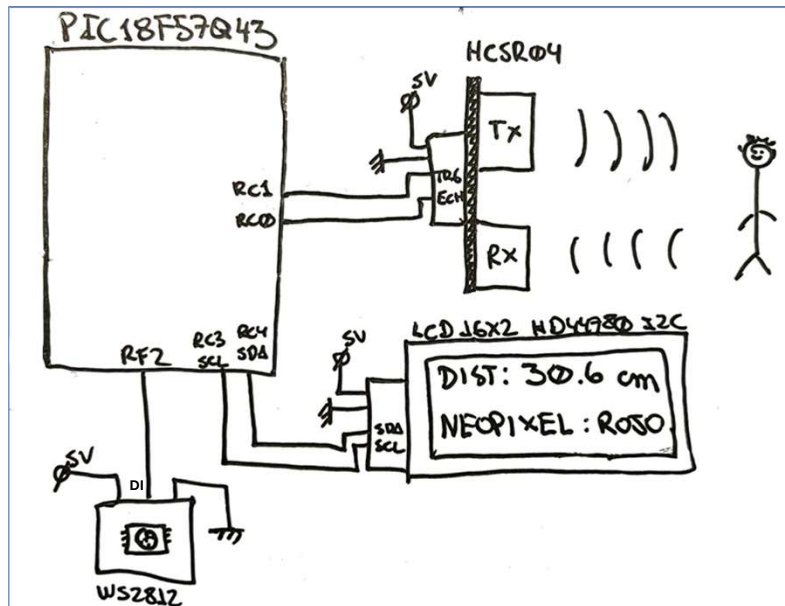 PIC18F57Q43
HCSR04
5V
Tx
TRG
ECH
RC1
RC0
Rx
RF2
RC3
SCL
RC4
SDA
LCD 16X2 HD44780 I2C
5V
DIST: 30.6 cm
NEOPIXEL: ROJO
SDA
SCL
5V
DI
WS2812